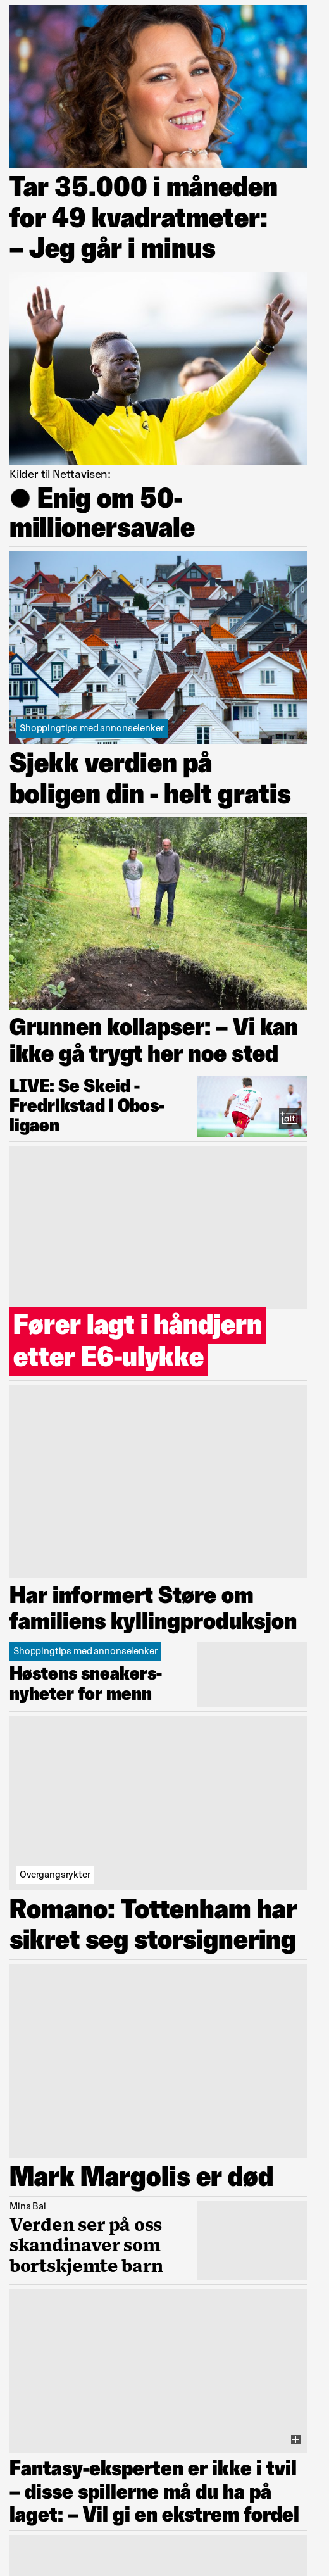 Tar 35.000 i måneden
for 49 kvadratmeter:
– Jeg går i minus
Kilder til Nettavisen:
● Enig om 50-
millionersavale
Shoppingtips med annonselenker
Sjekk verdien på
boligen din - helt gratis
Grunnen kollapser: – Vi kan
ikke gå trygt her noe sted
LIVE: Se Skeid -
Fredrikstad i Obos-
ligaen
4
+alt
Fører lagt i håndjern
etter E6-ulykke
Har informert Støre om
familiens kyllingproduksjon
Shoppingtips med annonselenker
Høstens sneakers-
nyheter for menn
Overgangsrykter
Romano: Tottenham har
sikret seg storsignering
Mark Margolis er død
Mina Bai
Verden ser på oss
skandinaver som
bortskjemte barn
Fantasy-eksperten er ikke i tvil
– disse spillerne må du ha på
laget: – Vil gi en ekstrem fordel